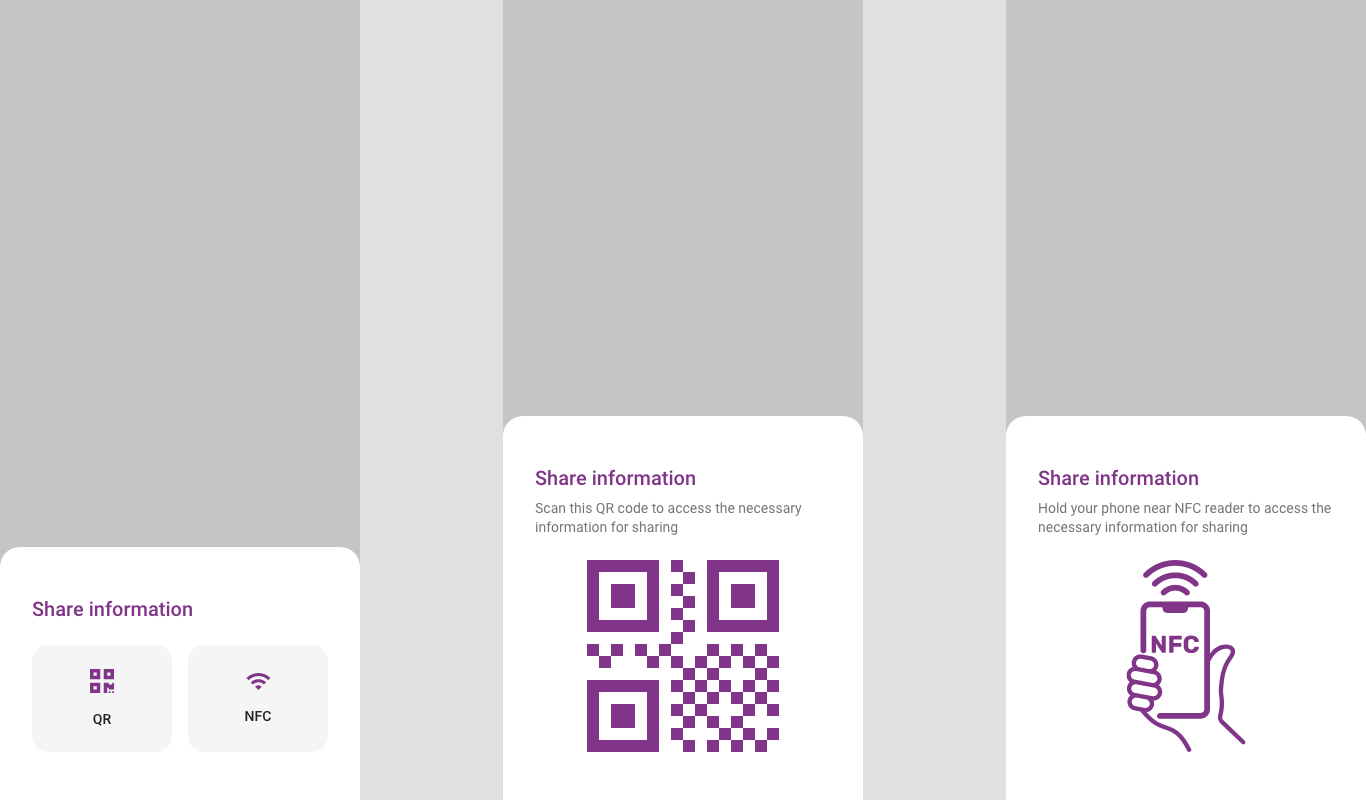 Share information
QR
NFC
Share information
Scan this QR code to access the necessary
information for sharing
Share information
Hold your phone near NFC reader to access the
necessary information for sharing
NFC